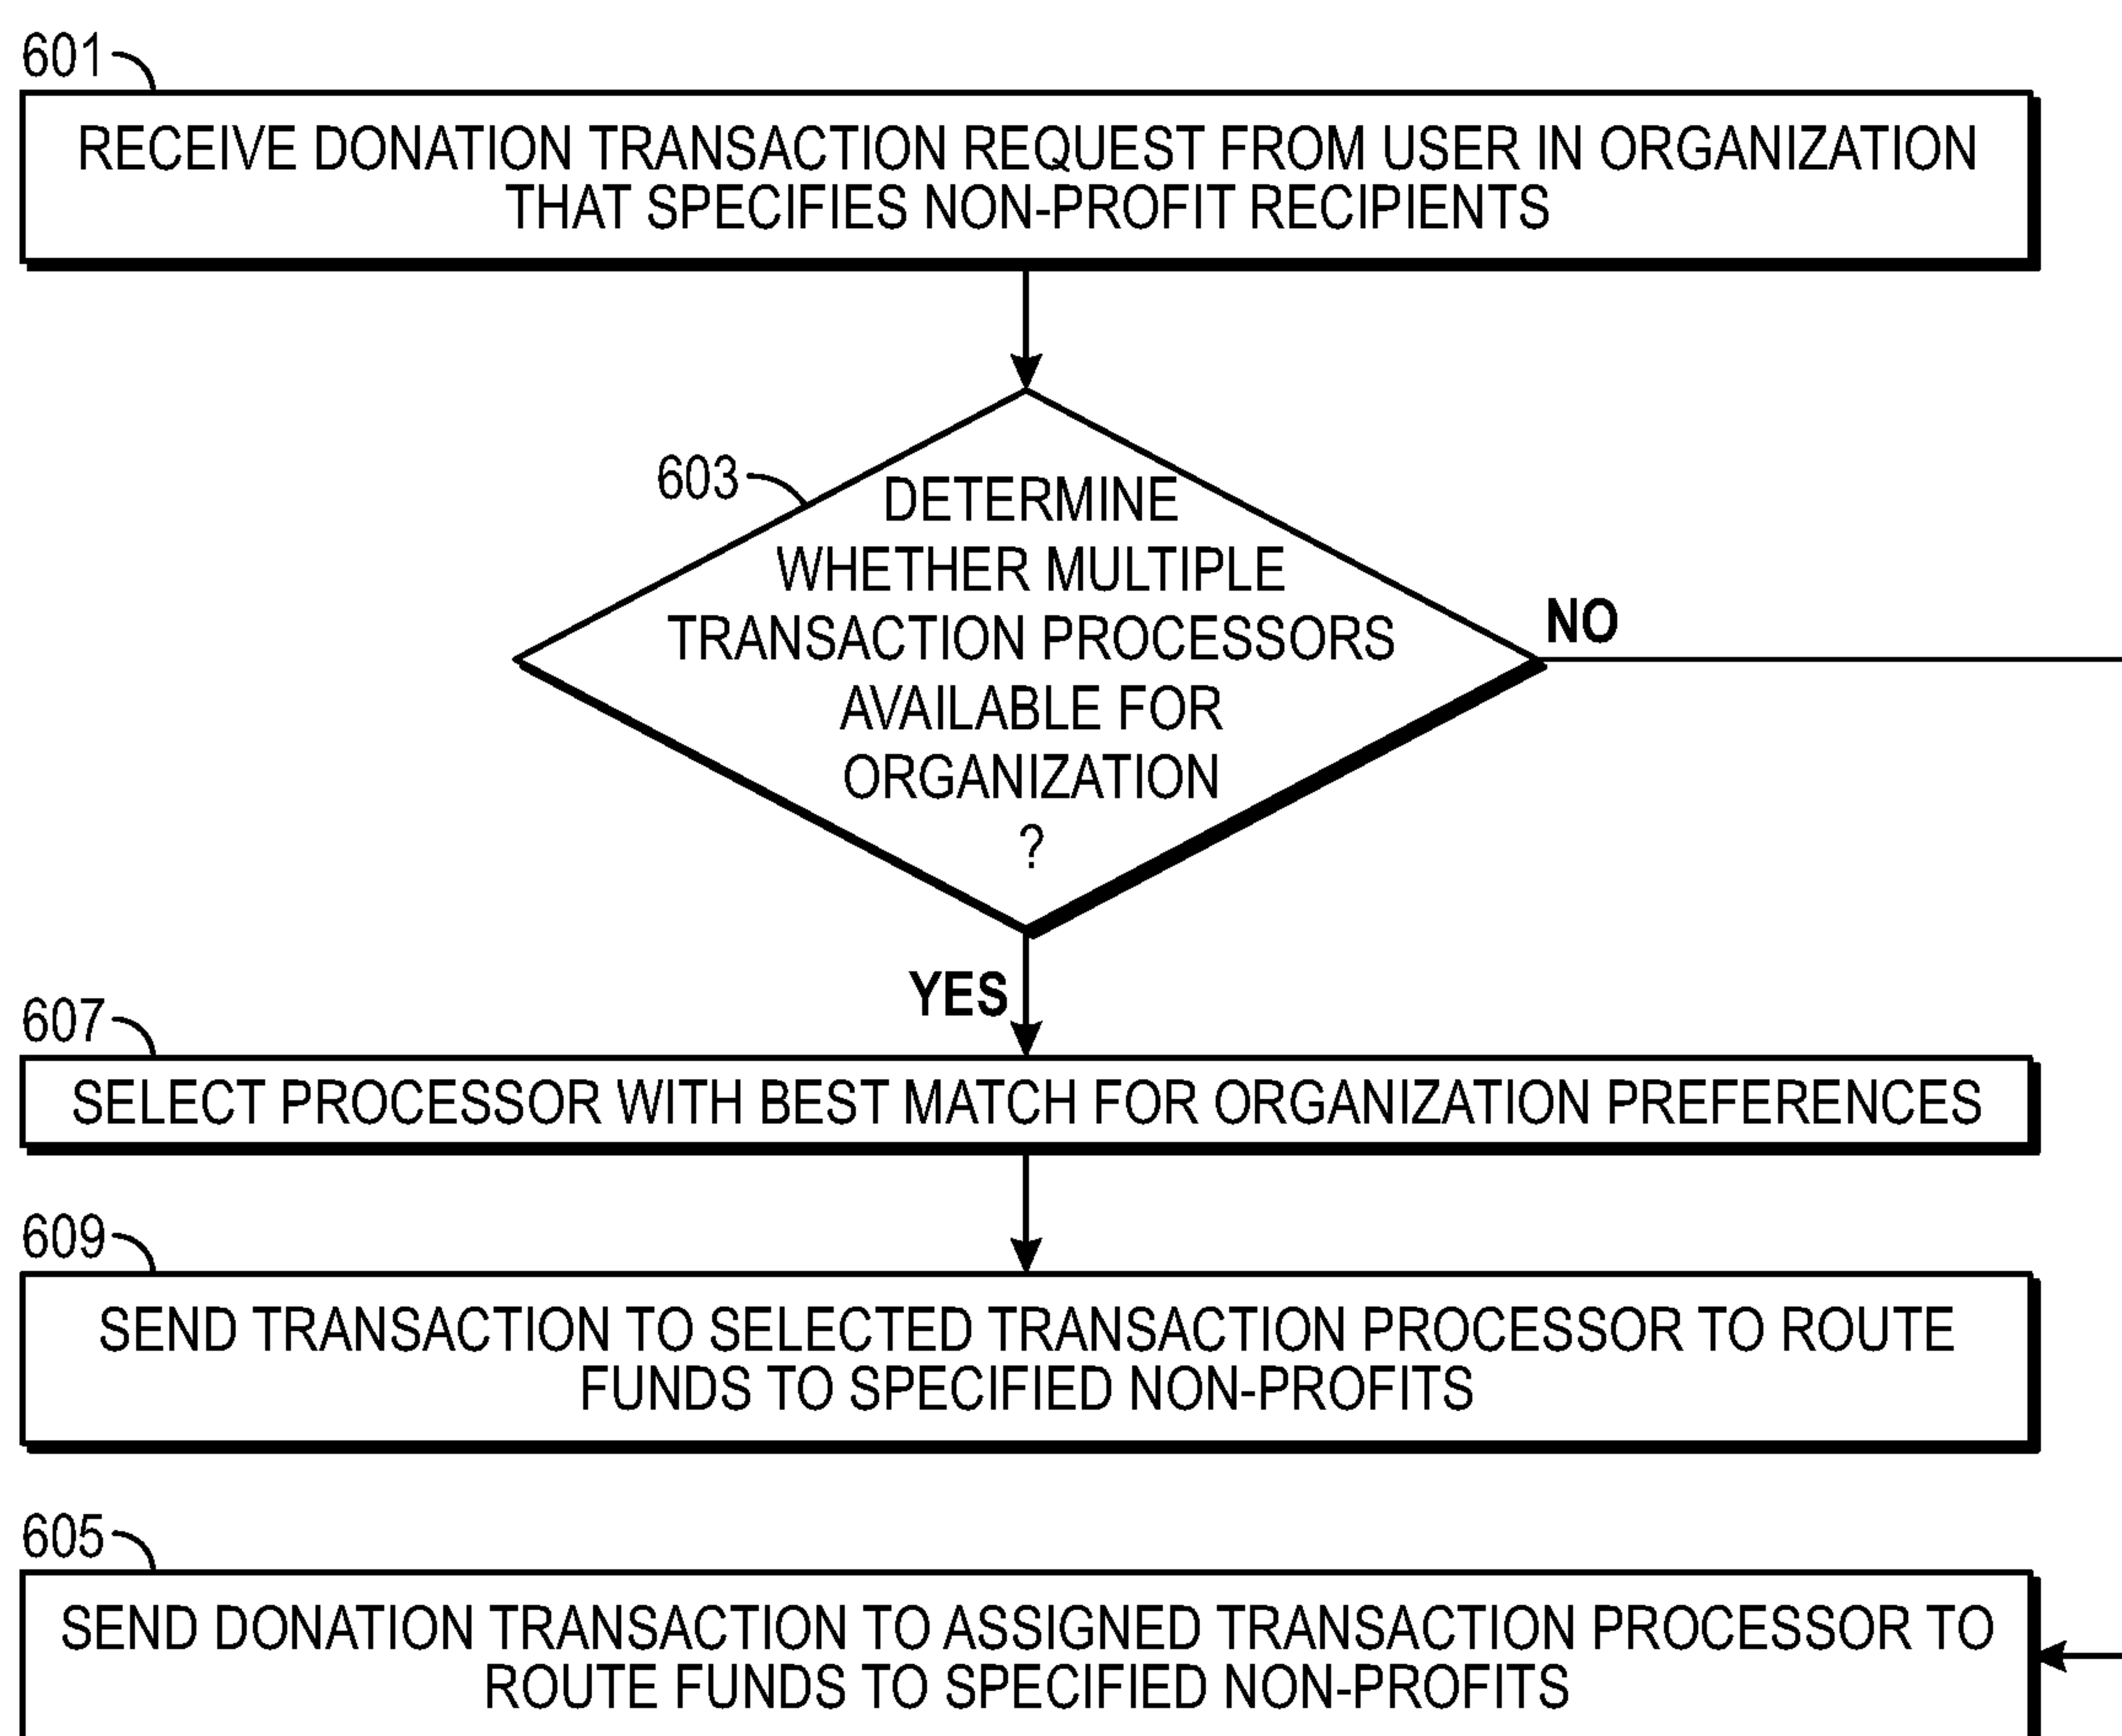 601
RECEIVE DONATION TRANSACTION REQUEST FROM USER IN ORGANIZATION
THAT SPECIFIES NON-PROFIT RECIPIENTS
603
DETERMINE
WHETHER MULTIPLE
TRANSACTION PROCESSORS
AVAILABLE FOR
ORGANIZATION
?
NO
YES
607
SELECT PROCESSOR WITH BEST MATCH FOR ORGANIZATION PREFERENCES
609
SEND TRANSACTION TO SELECTED TRANSACTION PROCESSOR TO ROUTE
FUNDS TO SPECIFIED NON-PROFITS
605
SEND DONATION TRANSACTION TO ASSIGNED TRANSACTION PROCESSOR TO
ROUTE FUNDS TO SPECIFIED NON-PROFITS